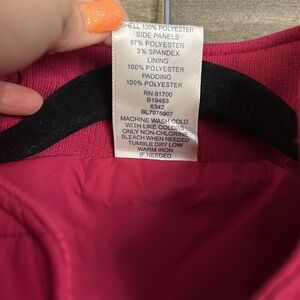 SHELL 100% POLYESTER
SIDE PANELS
97% POLYESTER
3% SPANDEX
LINING
100% POLYESTER
PADDING
100% POLYESTER
RN 81700
B19453
6342
BL7976907
MACHINE WASH COLD
WITH LIKE COLORS
ONLY NON-CHLORINE
BLEACH WHEN NEEDED
TUMBLE DRY LOW
WARM IRON
IF NEEDED